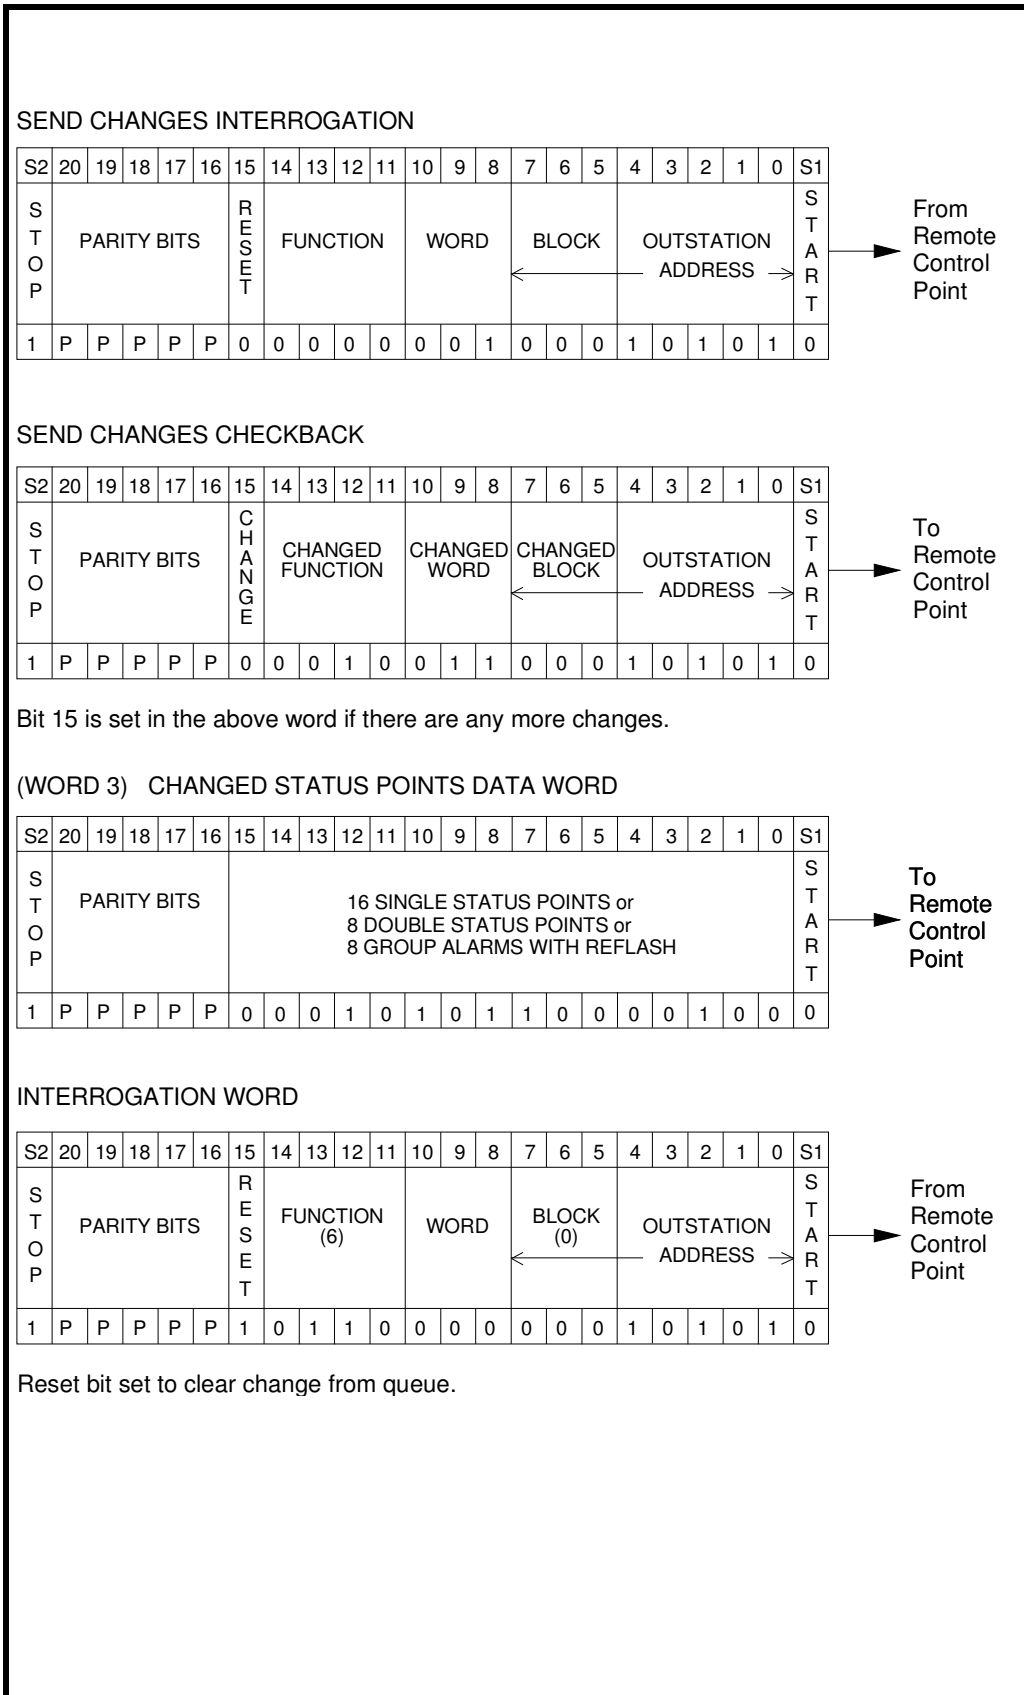 SEND CHANGES INTERROGATION
S2 20 19 18 17 16 15 14 13 12 11 10 9 8 7 6 5 4 3 2 1 0 S1
STOP PARITY BITS RESET FUNCTION WORD BLOCK OUTSTATION ADDRESS START
1 P P P P P 0 0 0 0 0 0 0 1 0 0 0 1 0 1 0 1 0
From
Remote
Control
Point
SEND CHANGES CHECKBACK
S2 20 19 18 17 16 15 14 13 12 11 10 9 8 7 6 5 4 3 2 1 0 S1
STOP PARITY BITS CHANGE CHANGED FUNCTION CHANGED WORD CHANGED BLOCK OUTSTATION ADDRESS START
1 P P P P P 0 0 0 1 0 0 1 1 0 0 0 1 0 1 0 1 0
To
Remote
Control
Point
Bit 15 is set in the above word if there are any more changes.
(WORD 3) CHANGED STATUS POINTS DATA WORD
S2 20 19 18 17 16 15 14 13 12 11 10 9 8 7 6 5 4 3 2 1 0 S1
STOP PARITY BITS START
16 SINGLE STATUS POINTS or
8 DOUBLE STATUS POINTS or
8 GROUP ALARMS WITH REFLASH
1 P P P P P 0 0 0 1 0 1 0 1 1 0 0 0 0 1 0 0 0
To
Remote
Control
Point
INTERROGATION WORD
S2 20 19 18 17 16 15 14 13 12 11 10 9 8 7 6 5 4 3 2 1 0 S1
STOP PARITY BITS RESET FUNCTION (6) WORD BLOCK (0) OUTSTATION ADDRESS START
1 P P P P P 1 0 1 1 0 0 0 0 0 0 0 1 0 1 0 1 0
From
Remote
Control
Point
Reset bit set to clear change from queue.